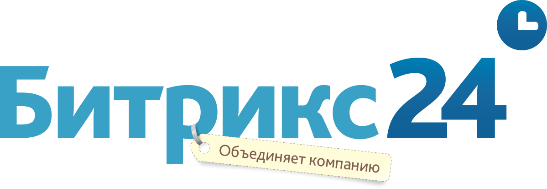 Битрикс24
Объединяет компанию